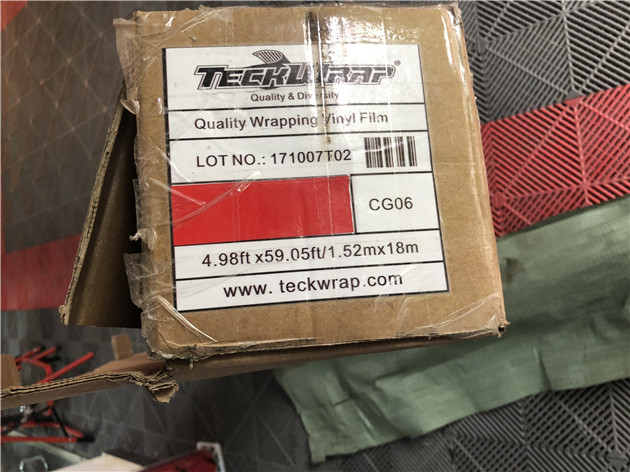 TECKWRAP®
Quality & Diversity
Quality Wrapping Vinyl Film
LOT NO.: 171007T02
CG06
4.98ft x59.05ft/1.52mx18m
www. teckwrap.com